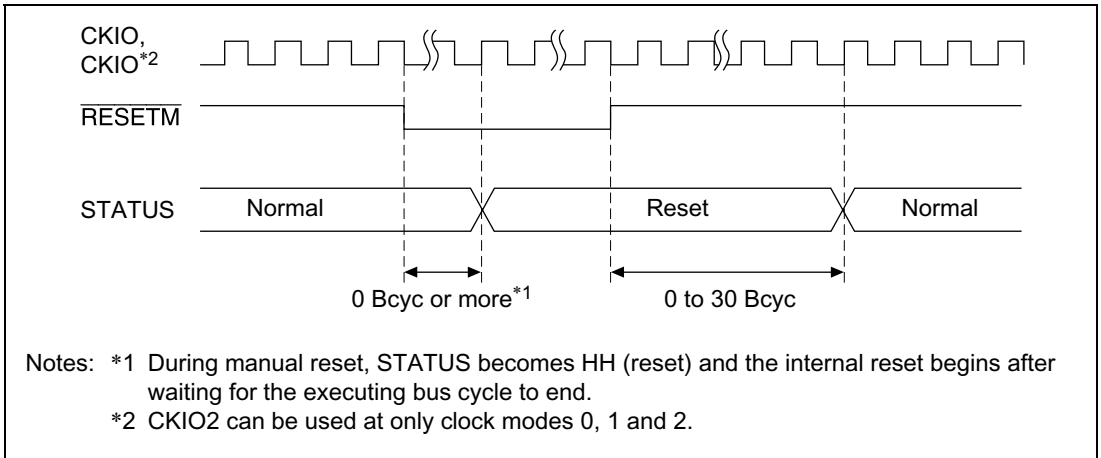 CKIO,
CKIO*2
RESETM
STATUS
Normal
Reset
Normal
0 Bcyc or more*1
0 to 30 Bcyc
Notes: *1 During manual reset, STATUS becomes HH (reset) and the internal reset begins after
waiting for the executing bus cycle to end.
*2 CKIO2 can be used at only clock modes 0, 1 and 2.